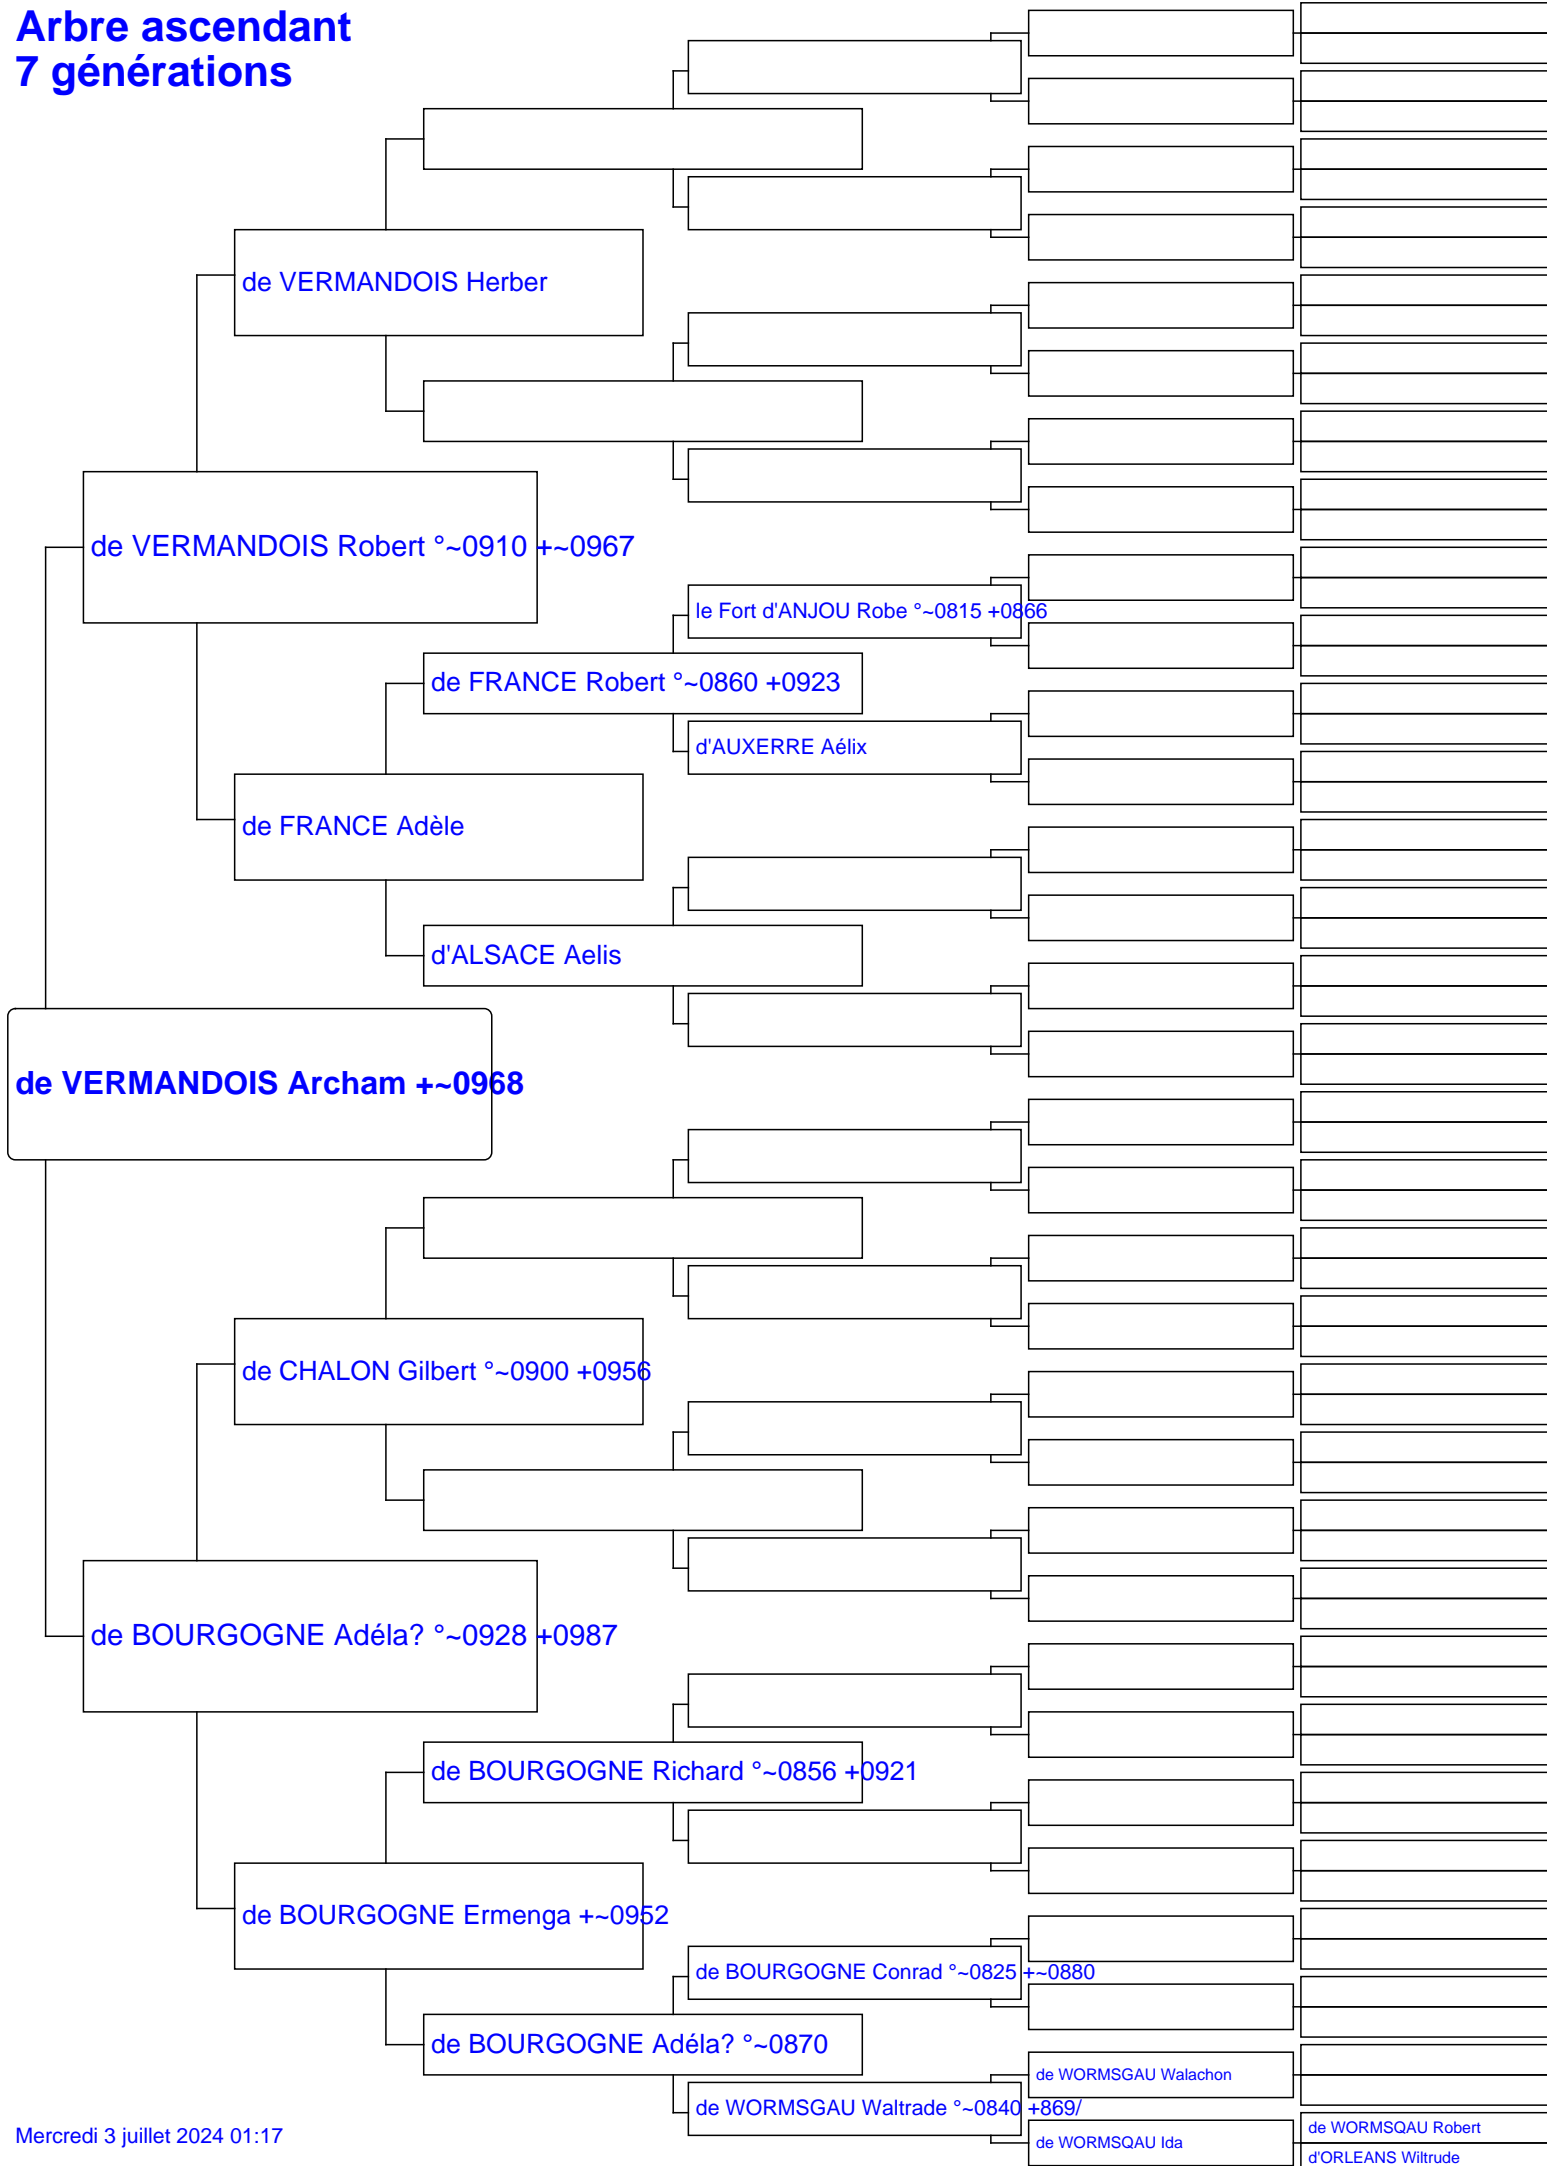 Arbre ascendant
7 générations
de VERMANDOIS Herber
de VERMANDOIS Robert °~0910 +~0967
le Fort d'ANJOU Robe °~0815 +0866
de FRANCE Robert °~0860 +0923
d'AUXERRE Aélix
de FRANCE Adèle
d'ALSACE Aelis
de VERMANDOIS Archam +~0968
de CHALON Gilbert °~0900 +0956
de BOURGOGNE Adéla? °~0928 +0987
de BOURGOGNE Richard °~0856 +0921
de BOURGOGNE Ermenga +~0952
de BOURGOGNE Conrad °~0825 +~0880
de BOURGOGNE Adéla? °~0870
de WORMSGAU Walachon
de WORMSGAU Waltrade °~0840 +869/
de WORMSQAU Robert
de WORMSQAU Ida
d'ORLEANS Wiltrude
Mercredi 3 juillet 2024 01:17